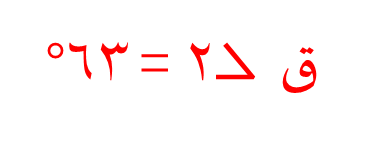 ق ∠٢ = ٦٣°